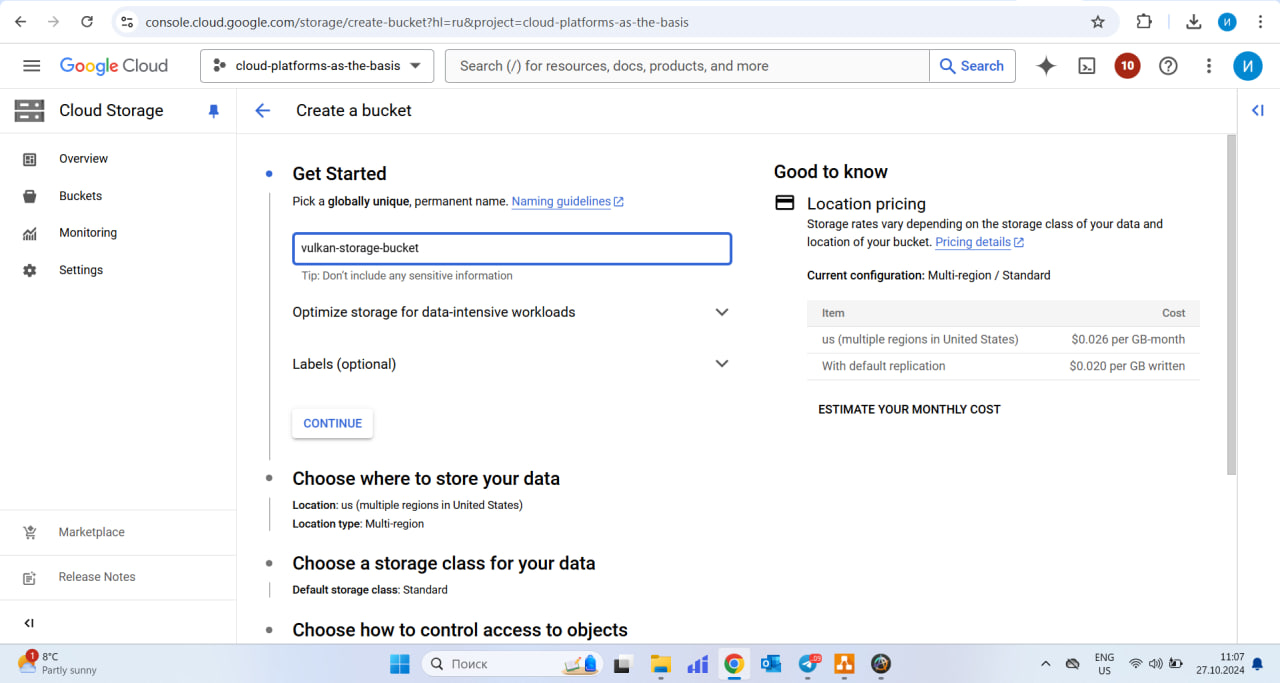 console.cloud.google.com/storage/create-bucket?hl=ru&project=cloud-platforms-as-the-basis
И
Google Cloud
cloud-platforms-as-the-basis
Search (/) for resources, docs, products, and more
Search
10
И
Cloud Storage
Create a bucket
Overview
Buckets
Monitoring
Settings
Marketplace
Release Notes
Get Started
Pick a globally unique, permanent name. Naming guidelines
vulkan-storage-bucket
Tip: Don't include any sensitive information
Optimize storage for data-intensive workloads
Labels (optional)
CONTINUE
Choose where to store your data
Location: us (multiple regions in United States)
Location type: Multi-region
Choose a storage class for your data
Default storage class: Standard
Choose how to control access to objects
Good to know
Location pricing
Storage rates vary depending on the storage class of your data and
location of your bucket. Pricing details
Current configuration: Multi-region / Standard
Item Cost
us (multiple regions in United States) $0.026 per GB-month
With default replication $0.020 per GB written
ESTIMATE YOUR MONTHLY COST
1
8°C
Partly sunny
Поиск
ENG
US
11:07
27.10.2024